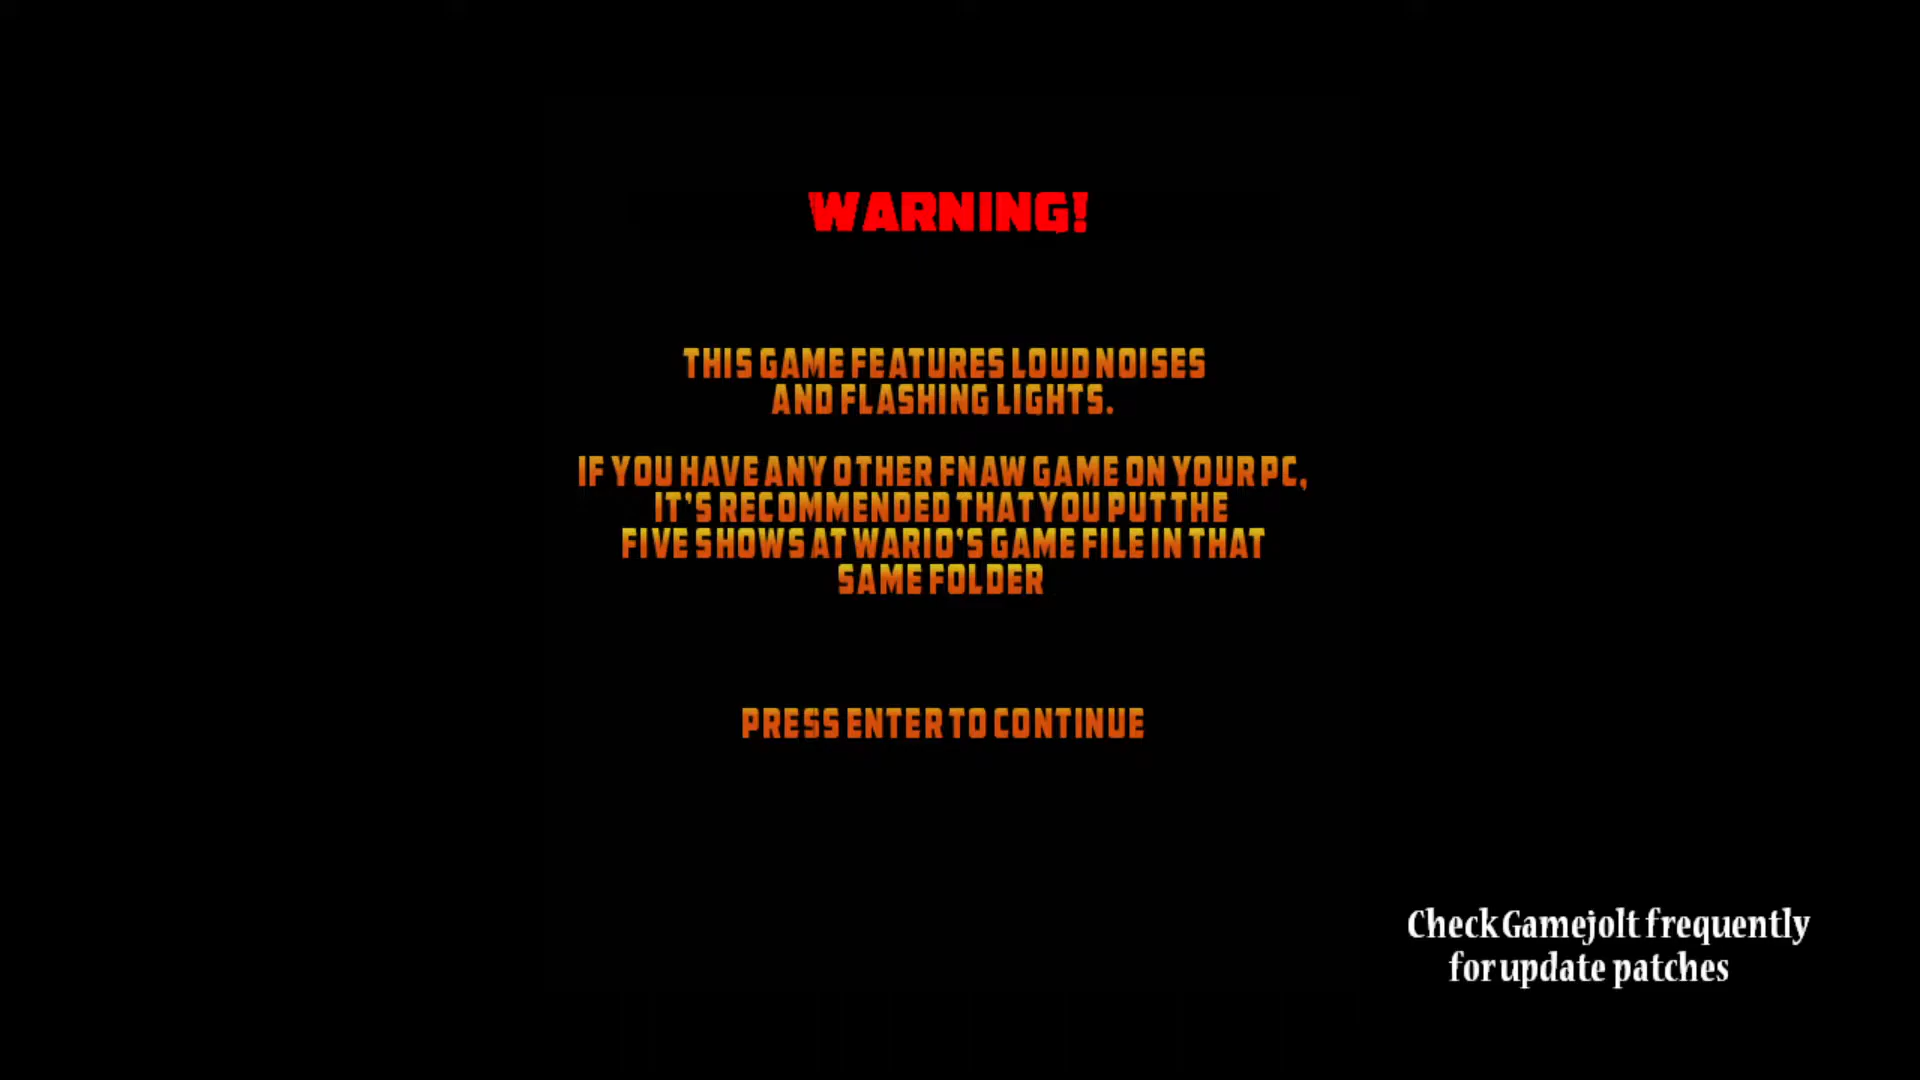 WARNING!
THIS GAME FEATURES LOUD NOISES
AND FLASHING LIGHTS.
IF YOU HAVE ANY OTHER FNAW GAME ON YOUR PC,
IT'S RECOMMENDED THAT YOU PUT THE
FIVE SHOWS AT WARIO'S GAME FILE IN THAT
SAME FOLDER
PRESS ENTER TO CONTINUE
Check Gamejolt frequently
for update patches